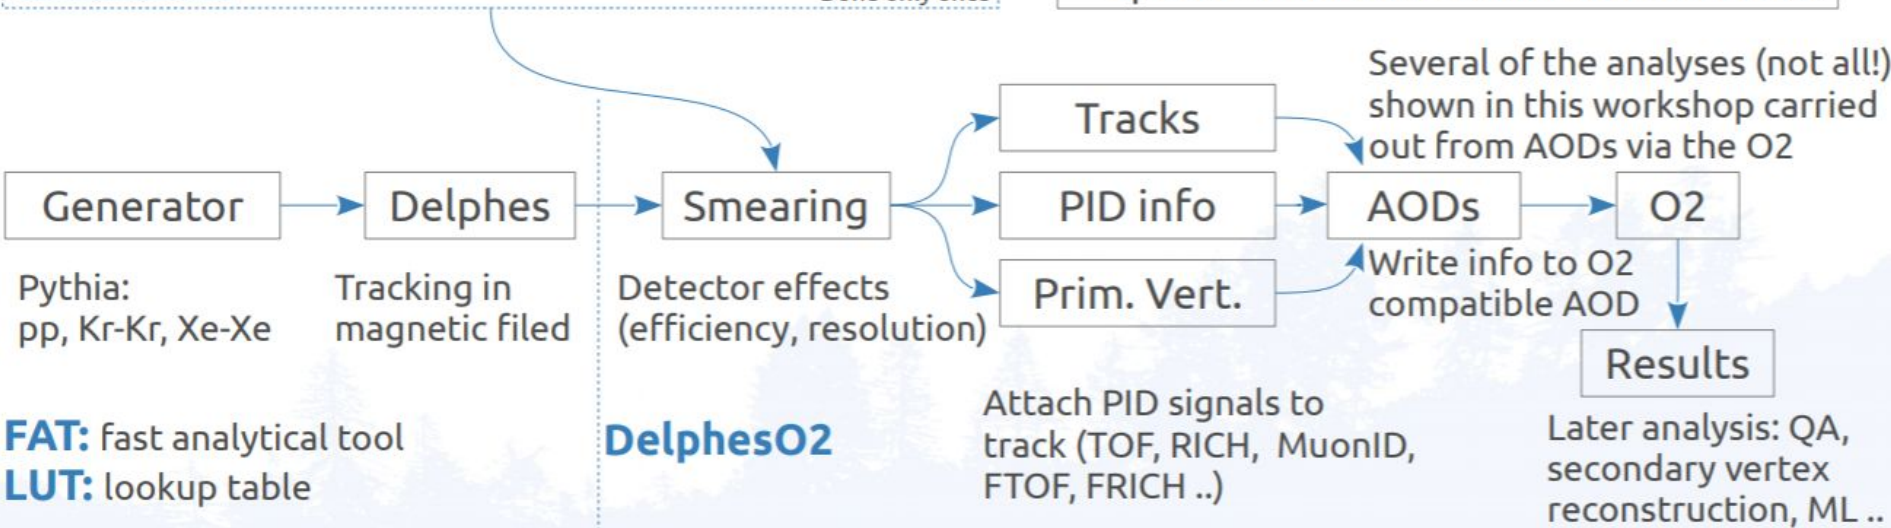 Several of the analyses (not all!)
shown in this workshop carried
out from AODs via the O2
Tracks
Generator
Delphes
Smearing
PID info
AODs
O2
Prim. Vert.
Pythia:
pp, Kr-Kr, Xe-Xe
Tracking in
magnetic filed
Detector effects
(efficiency, resolution)
Write info to O2
compatible AOD
Results
Attach PID signals to
track (TOF, RICH, MuonID,
FTOF, FRICH ..)
Later analysis: QA,
secondary vertex
reconstruction, ML ..
FAT: fast analytical tool
LUT: lookup table
DelphesO2